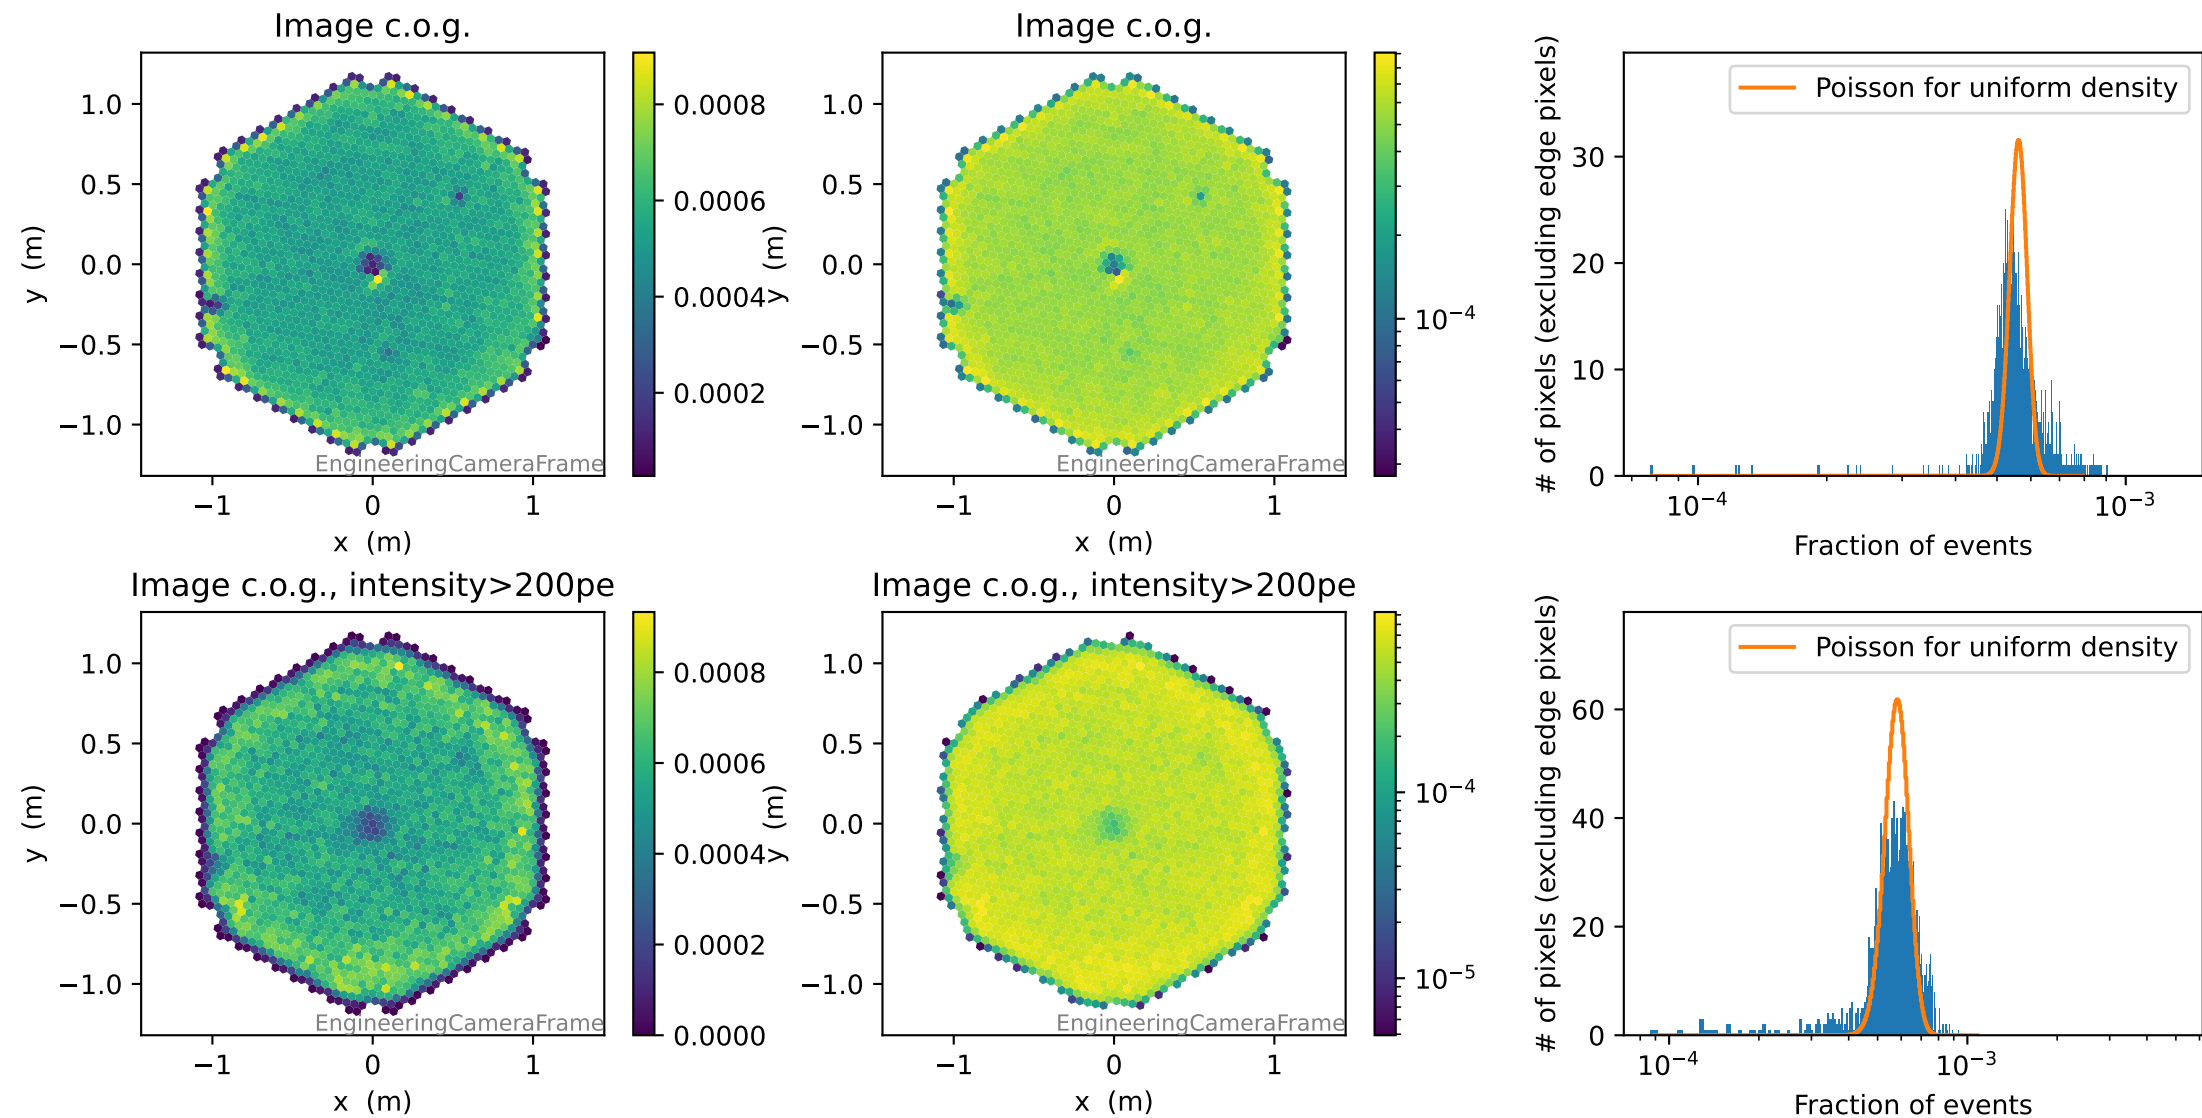 Image c.o.g.
y (m)
1.0
0.5
0.0
−0.5
−1.0
−1
0
1
x (m)
EngineeringCameraFrame
0.0008
0.0006
0.0004
0.0002
Image c.o.g.
y (m)
1.0
0.5
0.0
−0.5
−1.0
−1
0
1
x (m)
EngineeringCameraFrame
10⁻⁴
# of pixels (excluding edge pixels)
30
20
10
0
Poisson for uniform density
10⁻⁴
10⁻³
Fraction of events
Image c.o.g., intensity>200pe
y (m)
1.0
0.5
0.0
−0.5
−1.0
−1
0
1
x (m)
EngineeringCameraFrame
0.0008
0.0006
0.0004
0.0002
0.0000
Image c.o.g., intensity>200pe
y (m)
1.0
0.5
0.0
−0.5
−1.0
−1
0
1
x (m)
EngineeringCameraFrame
10⁻⁴
10⁻⁵
# of pixels (excluding edge pixels)
60
40
20
0
Poisson for uniform density
10⁻⁴
10⁻³
Fraction of events